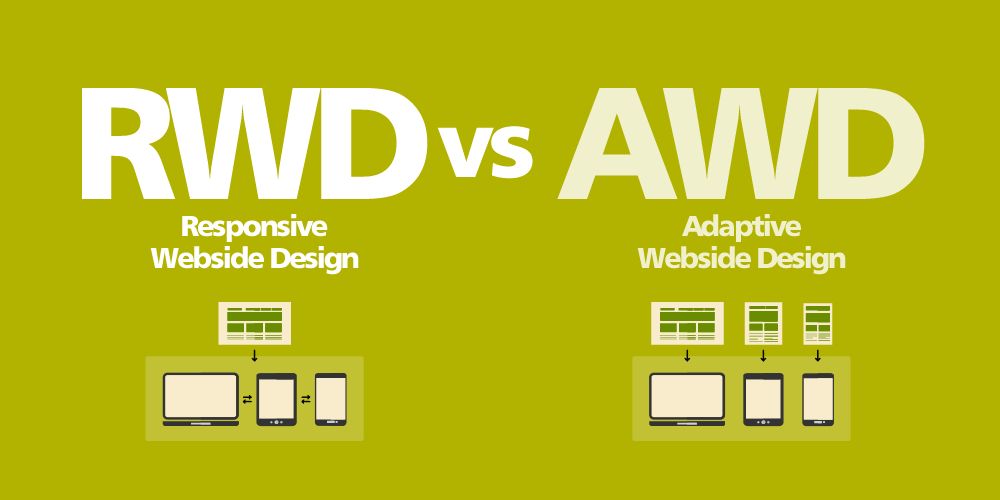 RWD vs AWD
Responsive
Webside Design
Adaptive
Webside Design